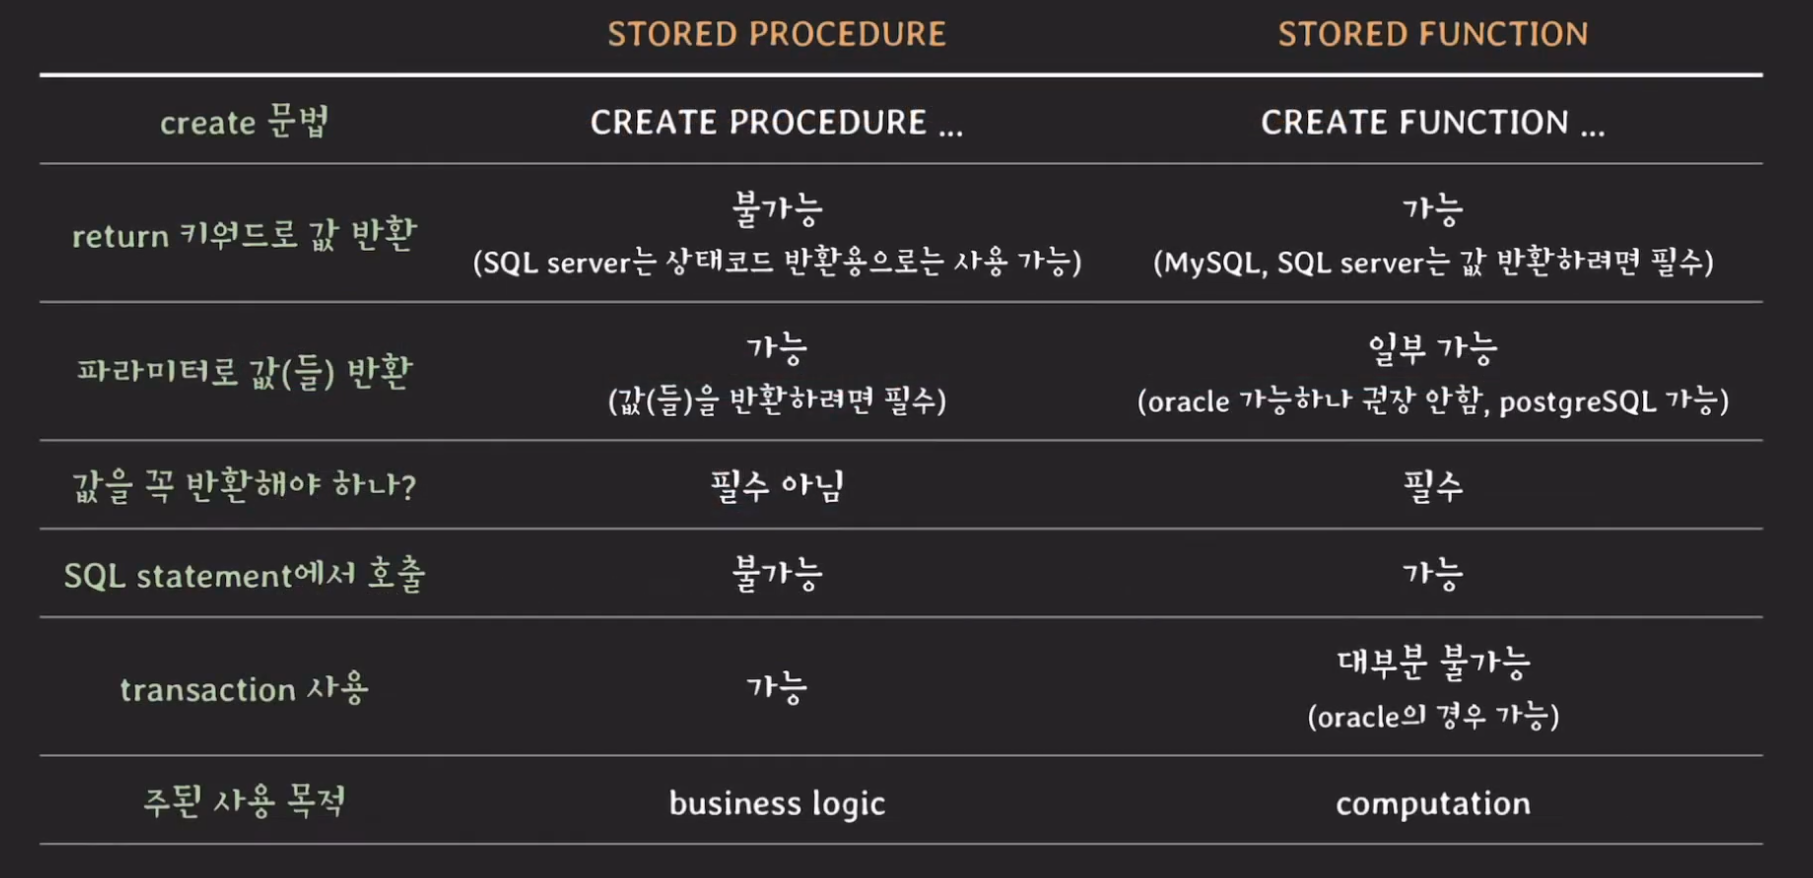 STORED PROCEDURE STORED FUNCTION
create 문법 CREATE PROCEDURE ... CREATE FUNCTION ...
return 키워드로 값 반환 불가능 가능
(SQL server는 상태코드 반환용으로는 사용 가능) (MySQL, SQL server는 값 반환하려면 필수)
파라미터로 값(들) 반환 가능 일부 가능
(값(들)을 반환하려면 필수) (oracle 가능하나 권장 안함, postgreSQL 가능)
값을 꼭 반환해야 하나? 필수 아님 필수
SQL statement에서 호출 불가능 가능
transaction 사용 가능 대부분 불가능
(oracle의 경우 가능)
주된 사용 목적 business logic computation